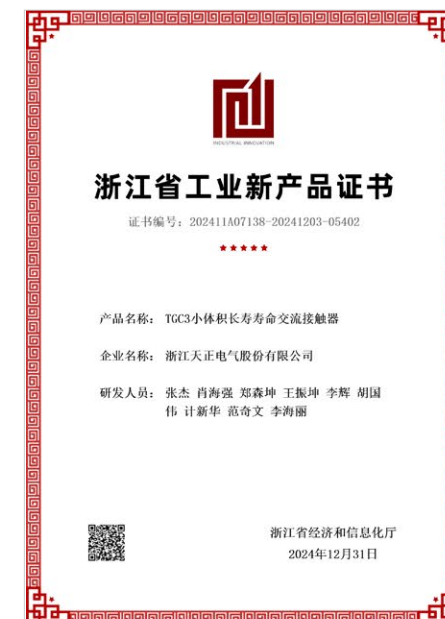 INDUSTRIAL INNOVATION
浙江省工业新产品证书
证书编号：202411A07138-20241203-05402
产品名称：TGC3小体积长寿寿命交流接触器
企业名称：浙江天正电气股份有限公司
研发人员：张杰 肖海强 郑森坤 王振坤 李辉 胡国
伟 计新华 范奇文 李海丽
浙江省经济和信息化厅
2024年12月31日